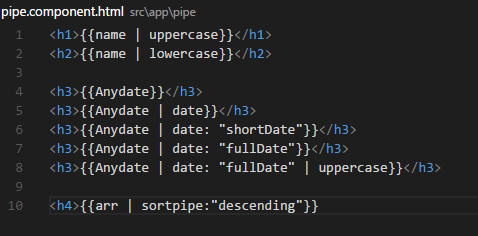 pipe.component.html src\app\pipe
1 <h1>{{name | uppercase}}</h1>
2 <h2>{{name | lowercase}}</h2>
3
4 <h3>{{Anydate}}</h3>
5 <h3>{{Anydate | date}}</h3>
6 <h3>{{Anydate | date: "shortDate"}}</h3>
7 <h3>{{Anydate | date: "fullDate"}}</h3>
8 <h3>{{Anydate | date: "fullDate" | uppercase}}</h3>
9
10 <h4>{{arr | sortpipe:"descending"}}